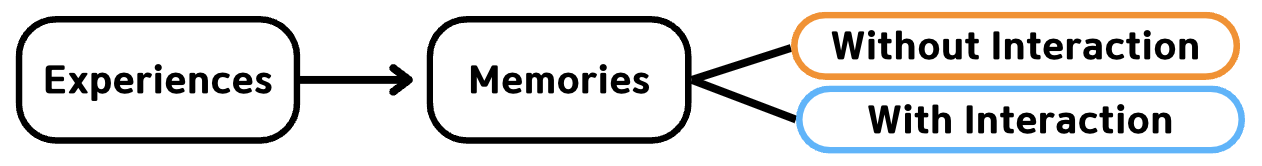 Experiences
Memories
Without Interaction
With Interaction